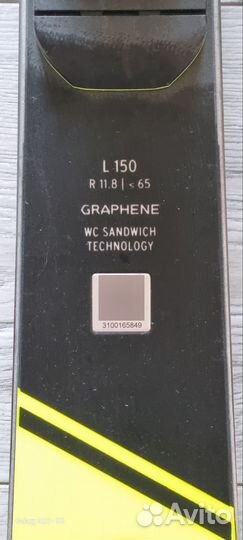 L 150
R 11.8 | < 65
GRAPHENE
WC SANDWICH
TECHNOLOGY
3100165849
Avito